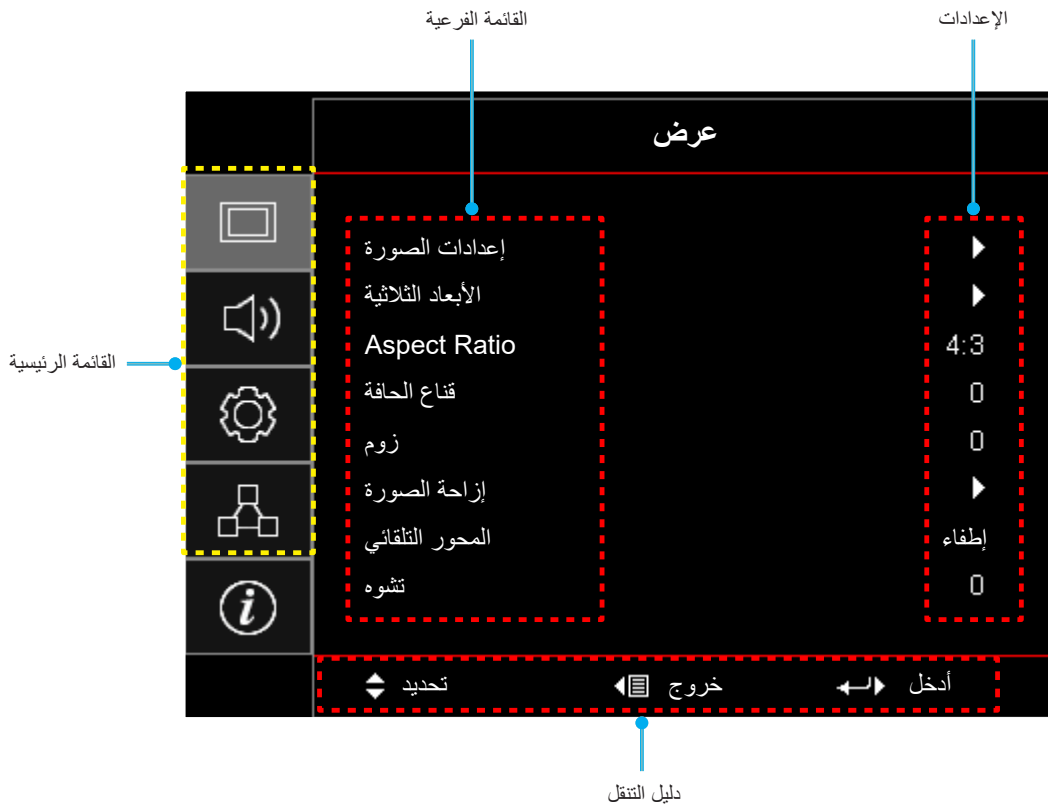 القائمة الفرعية
الإعدادات
عرض
إعدادات الصورة
الأبعاد الثلاثية
Aspect Ratio 4:3
قناع الحافة 0
زوم 0
إزاحة الصورة
المحور التلقائي إطفاء
تشوه 0
القائمة الرئيسية
تحديد خروج أدخل
دليل التنقل